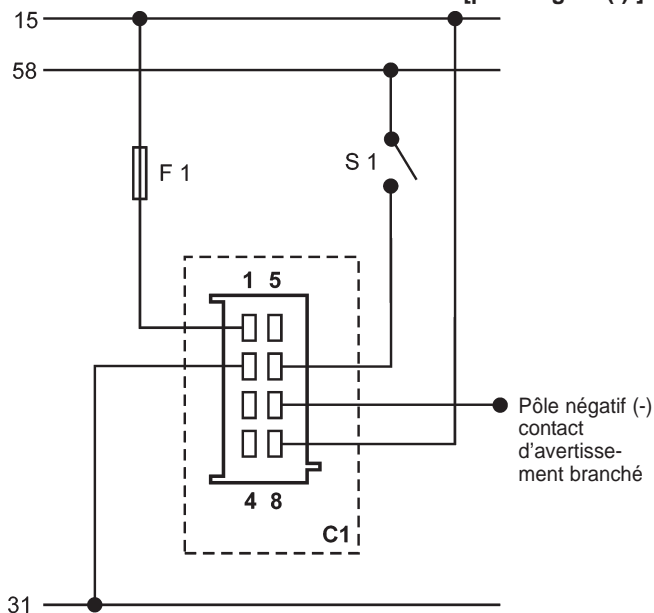 15
58
F 1
S 1
1 5
Pôle négatif (-)
contact
d'avertisse-
ment branché
4 8
C1
31